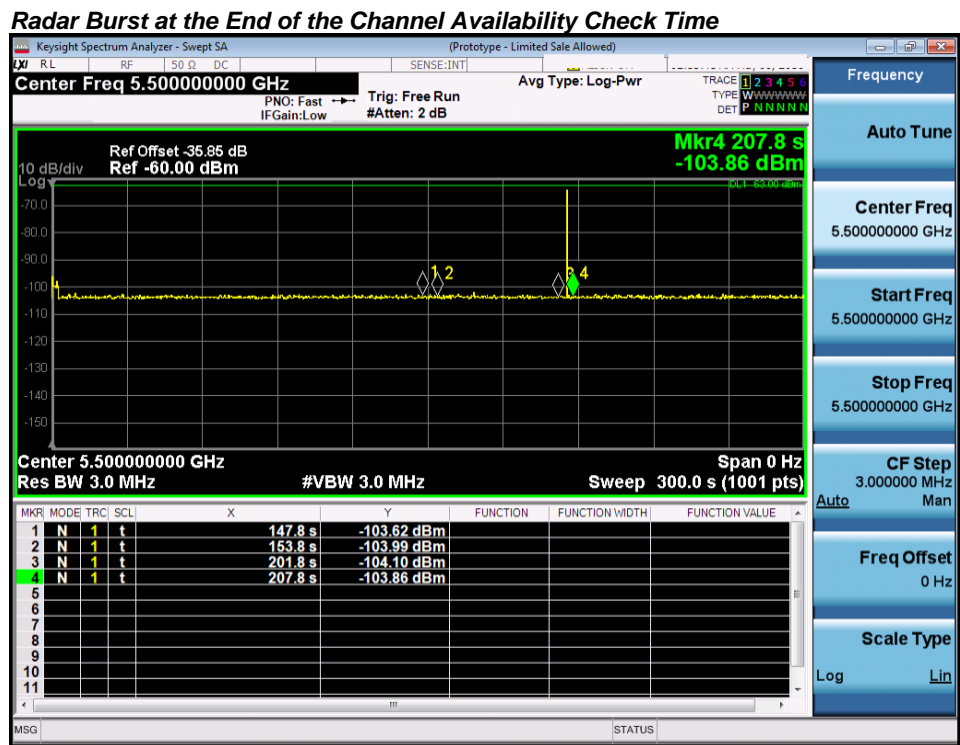 Radar Burst at the End of the Channel Availability Check Time
Keysight Spectrum Analyzer - Swept SA (Prototype - Limited Sale Allowed)
LXI RL RF 50 Ω DC SENSE:INT
Center Freq 5.500000000 GHz
PNO: Fast
IFGain:Low
Trig: Free Run
#Atten: 2 dB
Avg Type: Log-Pwr
TRACE 1 2 3 4 5 6
TYPE WWWWWW
DET P N N N N N
Ref Offset -35.85 dB
10 dB/div Ref -60.00 dBm
Log
Mkr4 207.8 s
-103.86 dBm
DL1 -63.00 dBm
-70.0
-80.0
-90.0
-100
-110
-120
-130
-140
-150
1 2 3 4
Center 5.500000000 GHz Span 0 Hz
Res BW 3.0 MHz #VBW 3.0 MHz Sweep 300.0 s (1001 pts)
MKR MODE TRC SCL X Y FUNCTION FUNCTION WIDTH FUNCTION VALUE
1 N 1 t 147.8 s -103.62 dBm
2 N 1 t 153.8 s -103.99 dBm
3 N 1 t 201.8 s -104.10 dBm
4 N 1 t 207.8 s -103.86 dBm
5
6
7
8
9
10
11
MSG STATUS
Frequency
Auto Tune
Center Freq
5.500000000 GHz
Start Freq
5.500000000 GHz
Stop Freq
5.500000000 GHz
CF Step
3.000000 MHz
Auto Man
Freq Offset
0 Hz
Scale Type
Log Lin